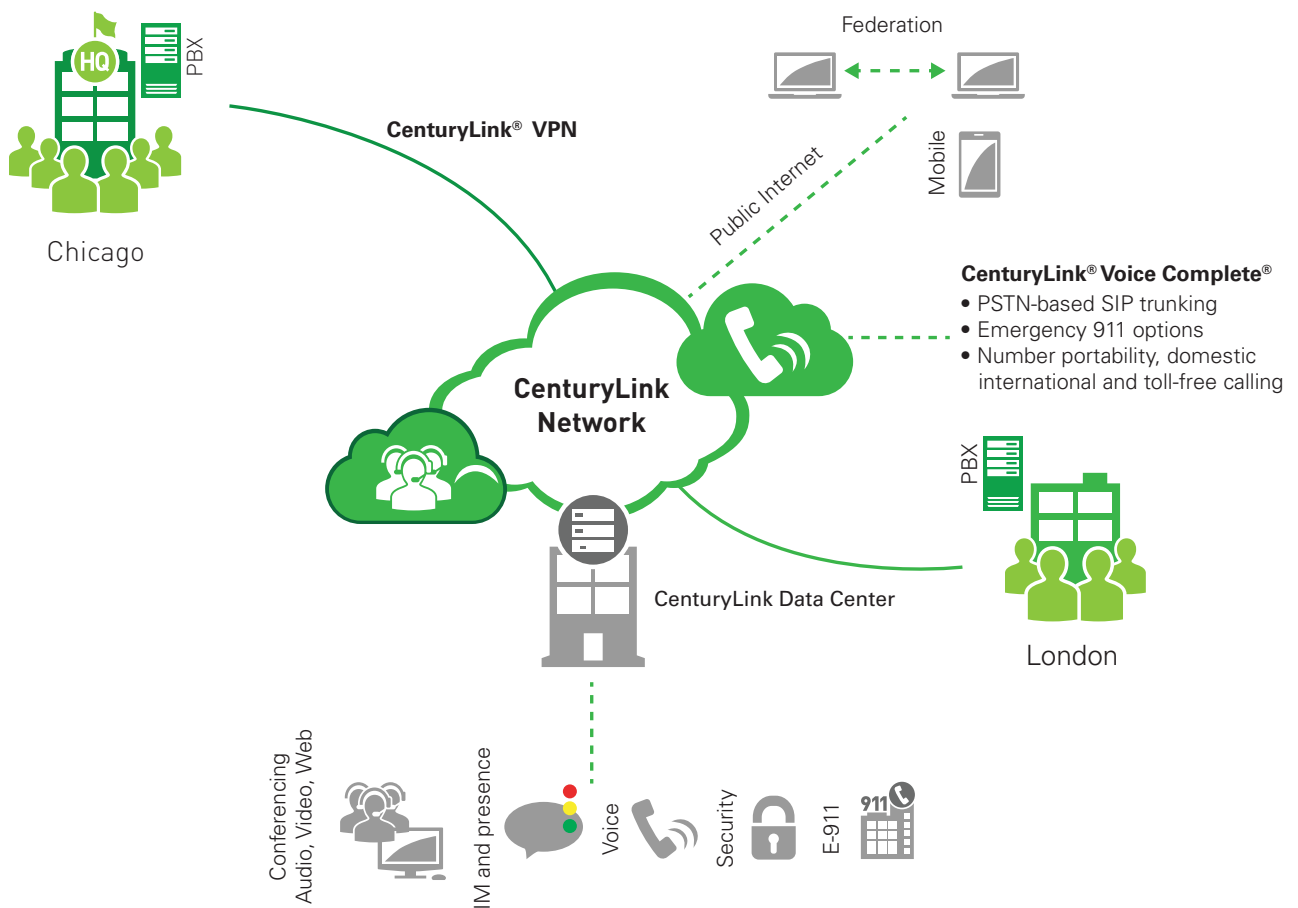 HQ
PBX
Chicago
CenturyLink® VPN
Federation
Mobile
Public Internet
CenturyLink® Voice Complete®
• PSTN-based SIP trunking
• Emergency 911 options
• Number portability, domestic
international and toll-free calling
CenturyLink
Network
PBX
London
CenturyLink Data Center
Conferencing
Audio, Video, Web
IM and presence
Voice
Security
E-911
911